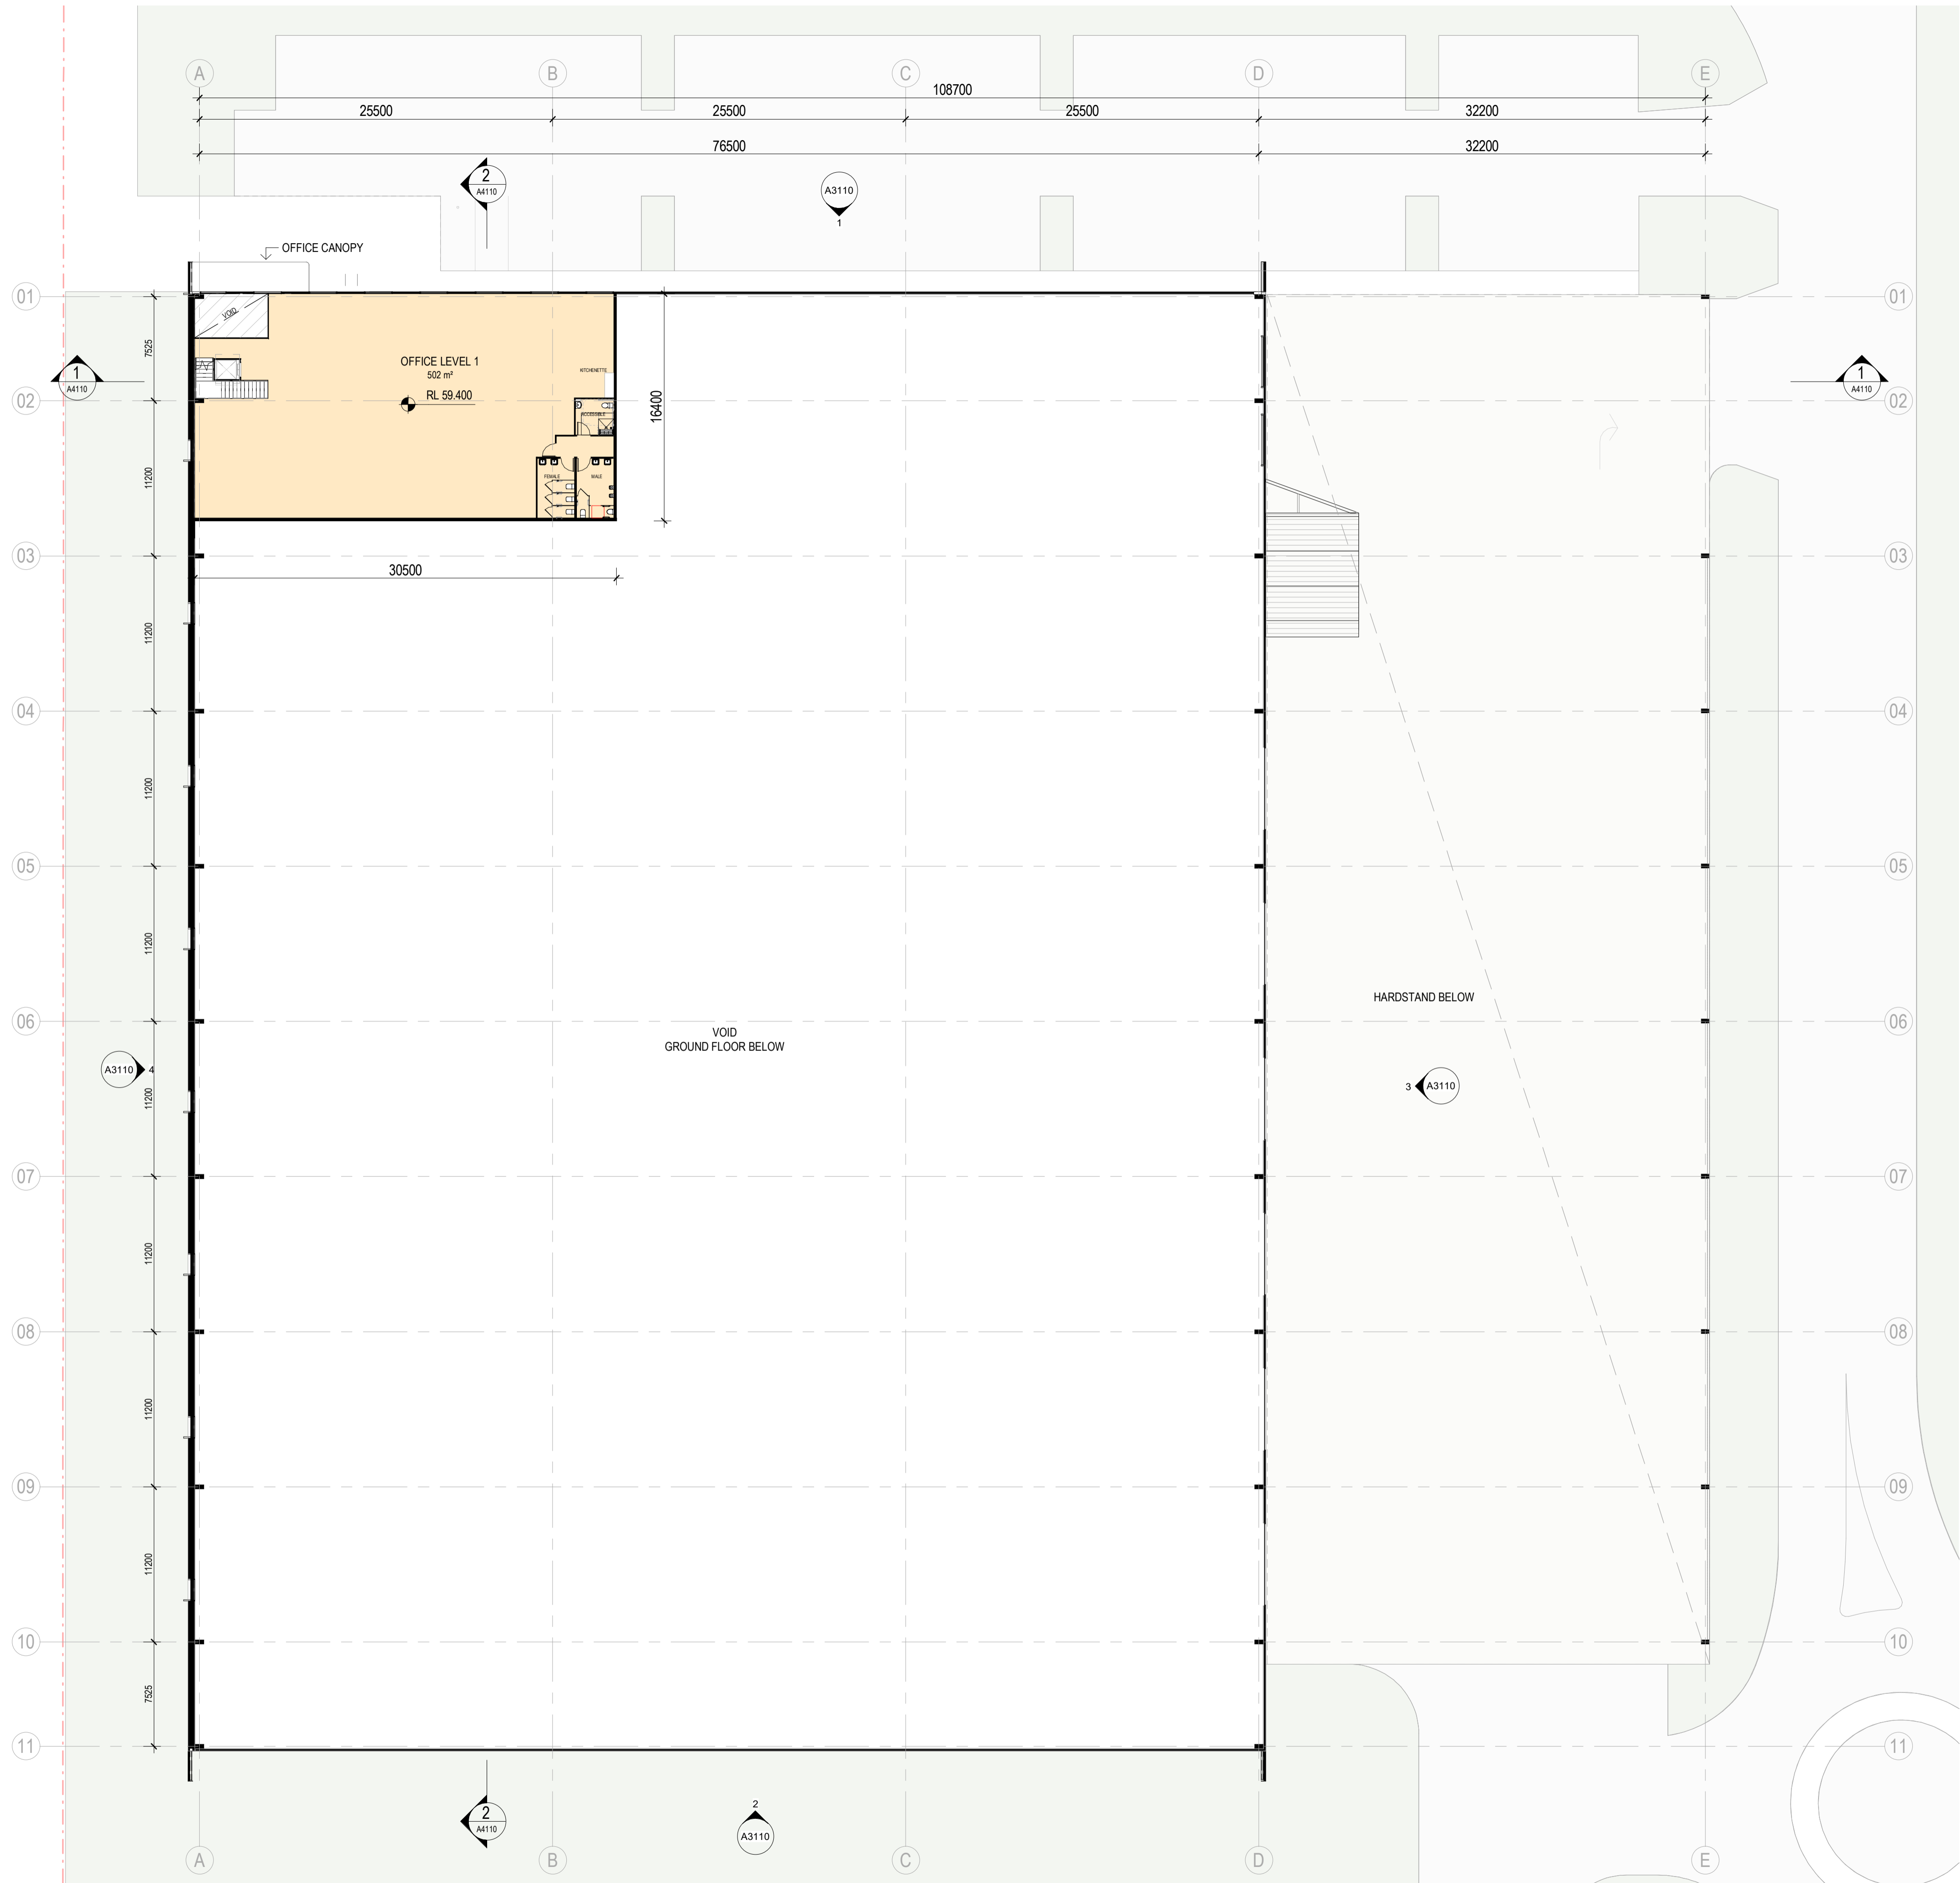 A B C D E
108700
25500 25500 25500 32200
76500 32200
2
A4110
A3110
1
OFFICE CANOPY
01 01
VOID
7525
OFFICE LEVEL 1
502 m²
KITCHENETTE
1
A4110
1
A4110
RL 59.400
02 02
16400
ACCESSIBLE
11200
FEMALE MALE
03 03
30500
11200
04 04
11200
05 05
11200
HARDSTAND BELOW
06 06
VOID
GROUND FLOOR BELOW
A3110 4
3 A3110
11200
07 07
11200
08 08
11200
09 09
11200
10 10
7525
11 11
2
A4110
2
A3110
A B C D E